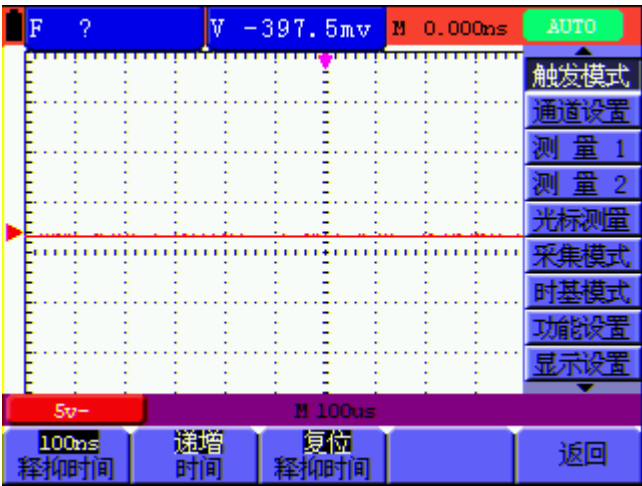 F ? V -397.5mv M 0.000ns AUTO
触发模式
通道设置
测 量 1
测 量 2
光标测量
采集模式
时基模式
功能设置
显示设置
5v- M 100us
100ns 递增 复位
释抑时间 时间 释抑时间 返回